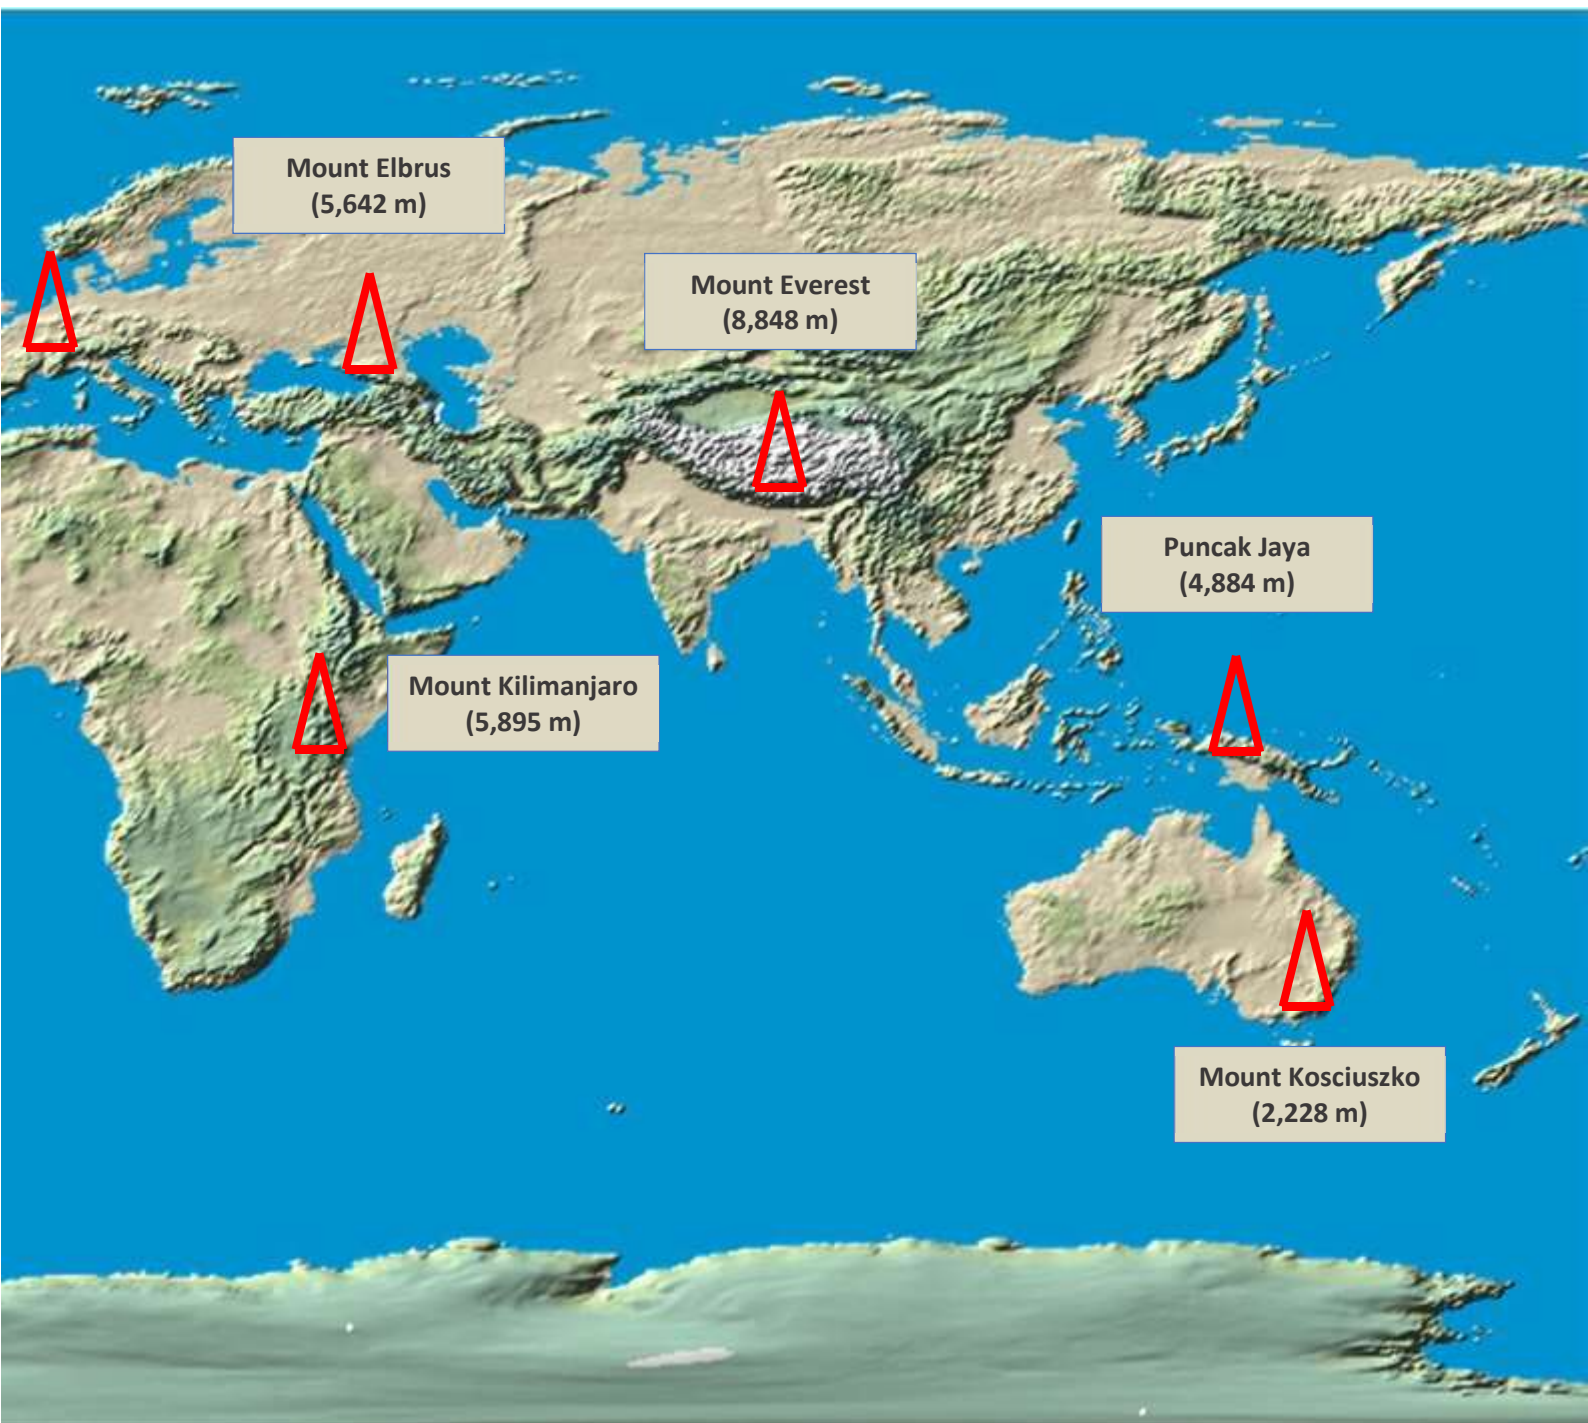 Mount Elbrus
(5,642 m)
Mount Everest
(8,848 m)
Puncak Jaya
(4,884 m)
Mount Kilimanjaro
(5,895 m)
Mount Kosciuszko
(2,228 m)